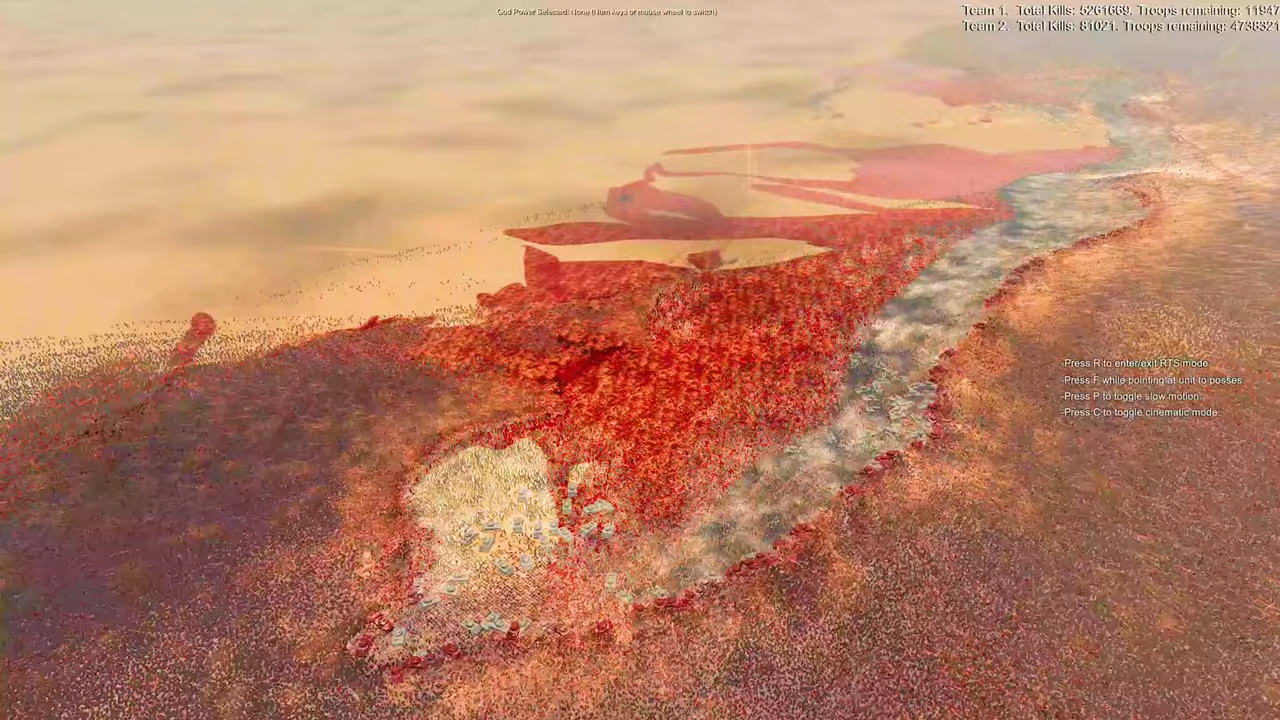 God Power Selected: None (Num keys or mouse wheel to switch)
Team 1. Total Kills: 5261669. Troops remaining: 11947
Team 2. Total Kills: 81021. Troops remaining: 4738321
-Press R to enter/exit RTS mode
-Press F while pointing at unit to posses
-Press P to toggle slow motion.
-Press C to toggle cinematic mode